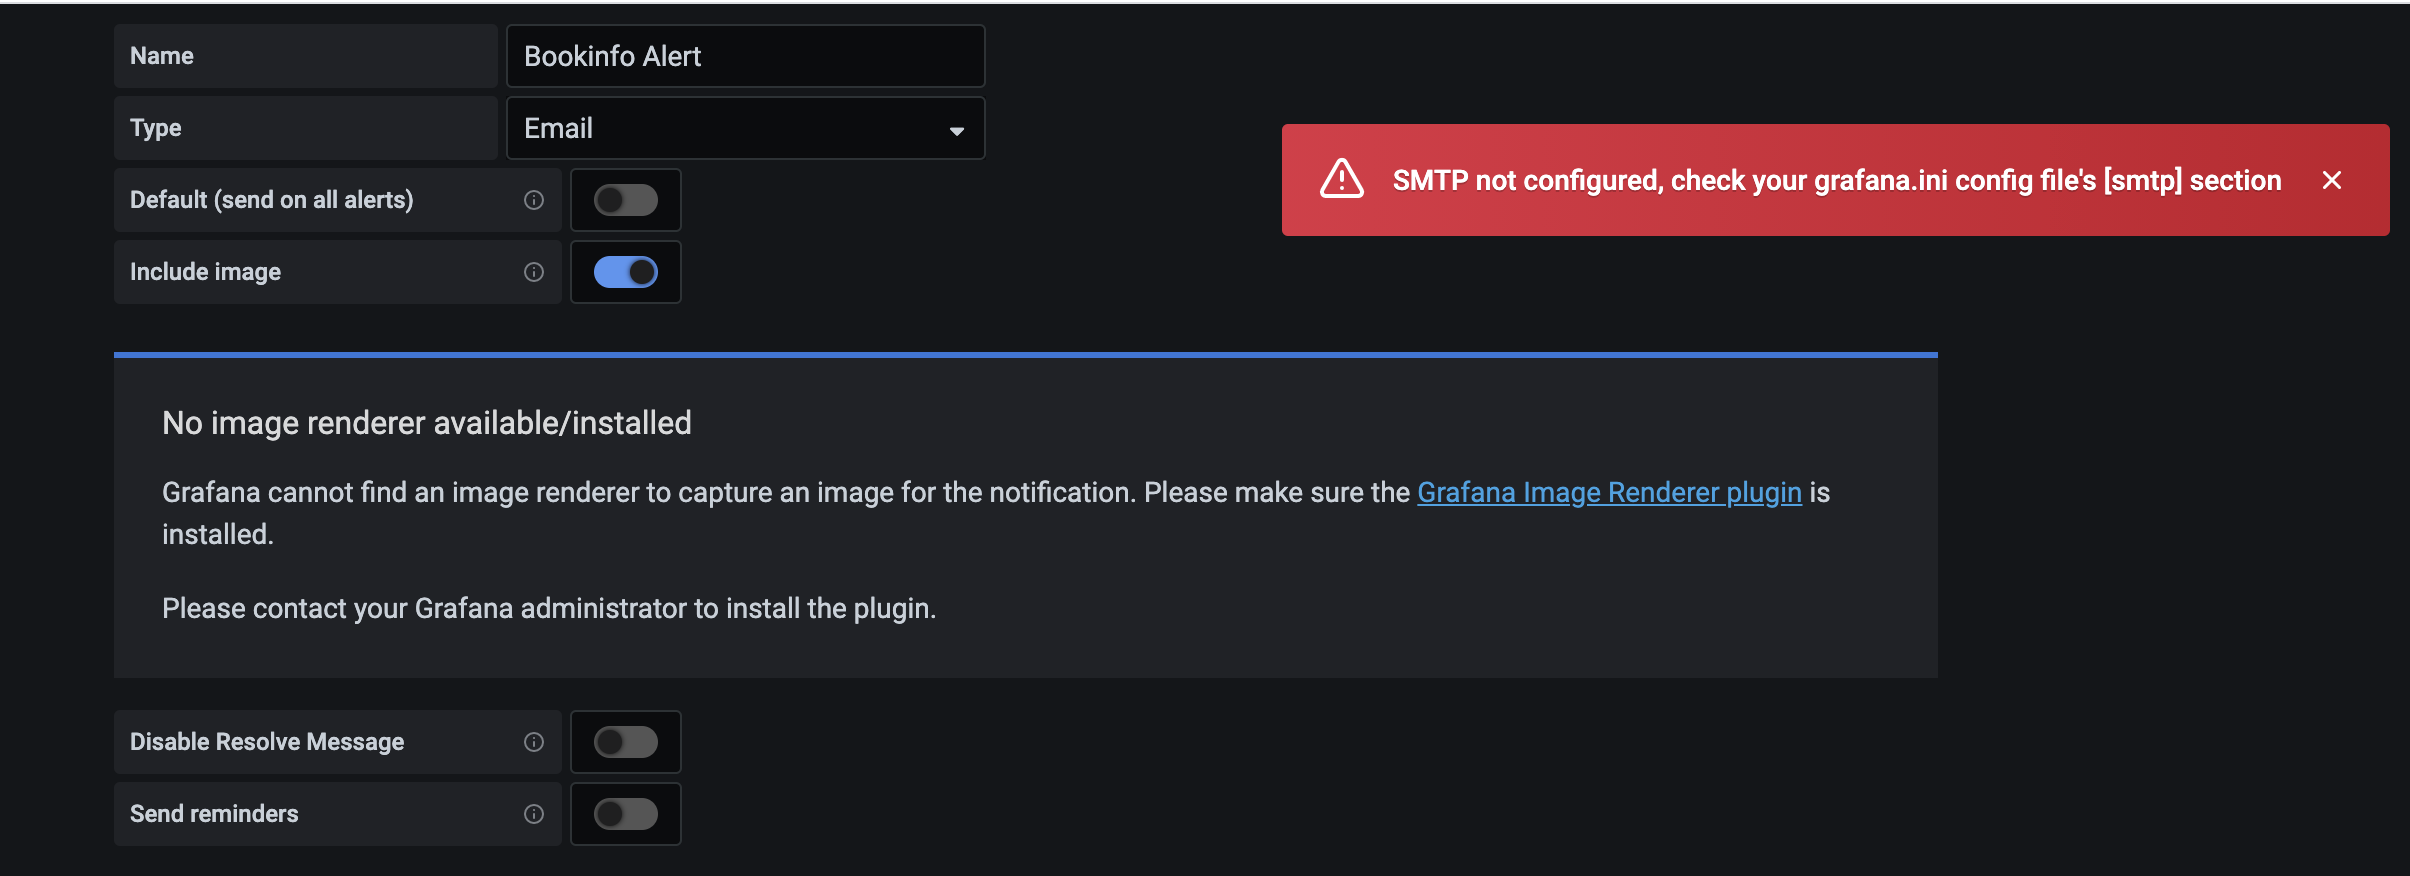 Name
Bookinfo Alert
Type
Email
SMTP not configured, check your grafana.ini config file's [smtp] section
Default (send on all alerts)
Include image
No image renderer available/installed
Grafana cannot find an image renderer to capture an image for the notification. Please make sure the Grafana Image Renderer plugin is
installed.
Please contact your Grafana administrator to install the plugin.
Disable Resolve Message
Send reminders